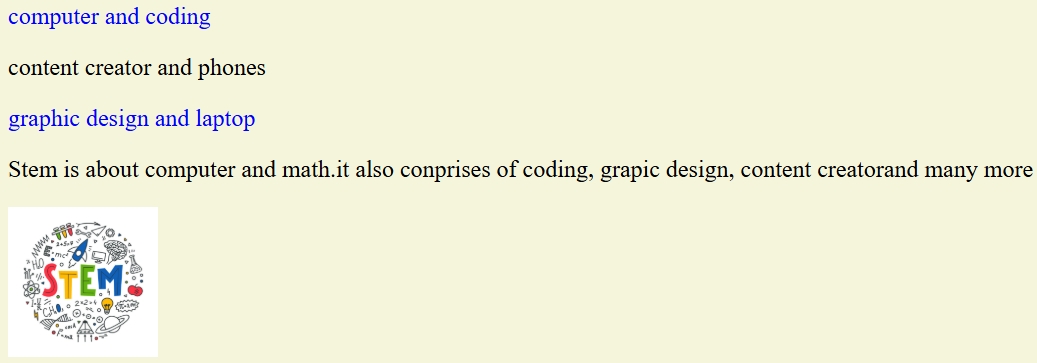 computer and coding
content creator and phones
graphic design and laptop
Stem is about computer and math.it also conprises of coding, grapic design, content creatorand many more
STEM